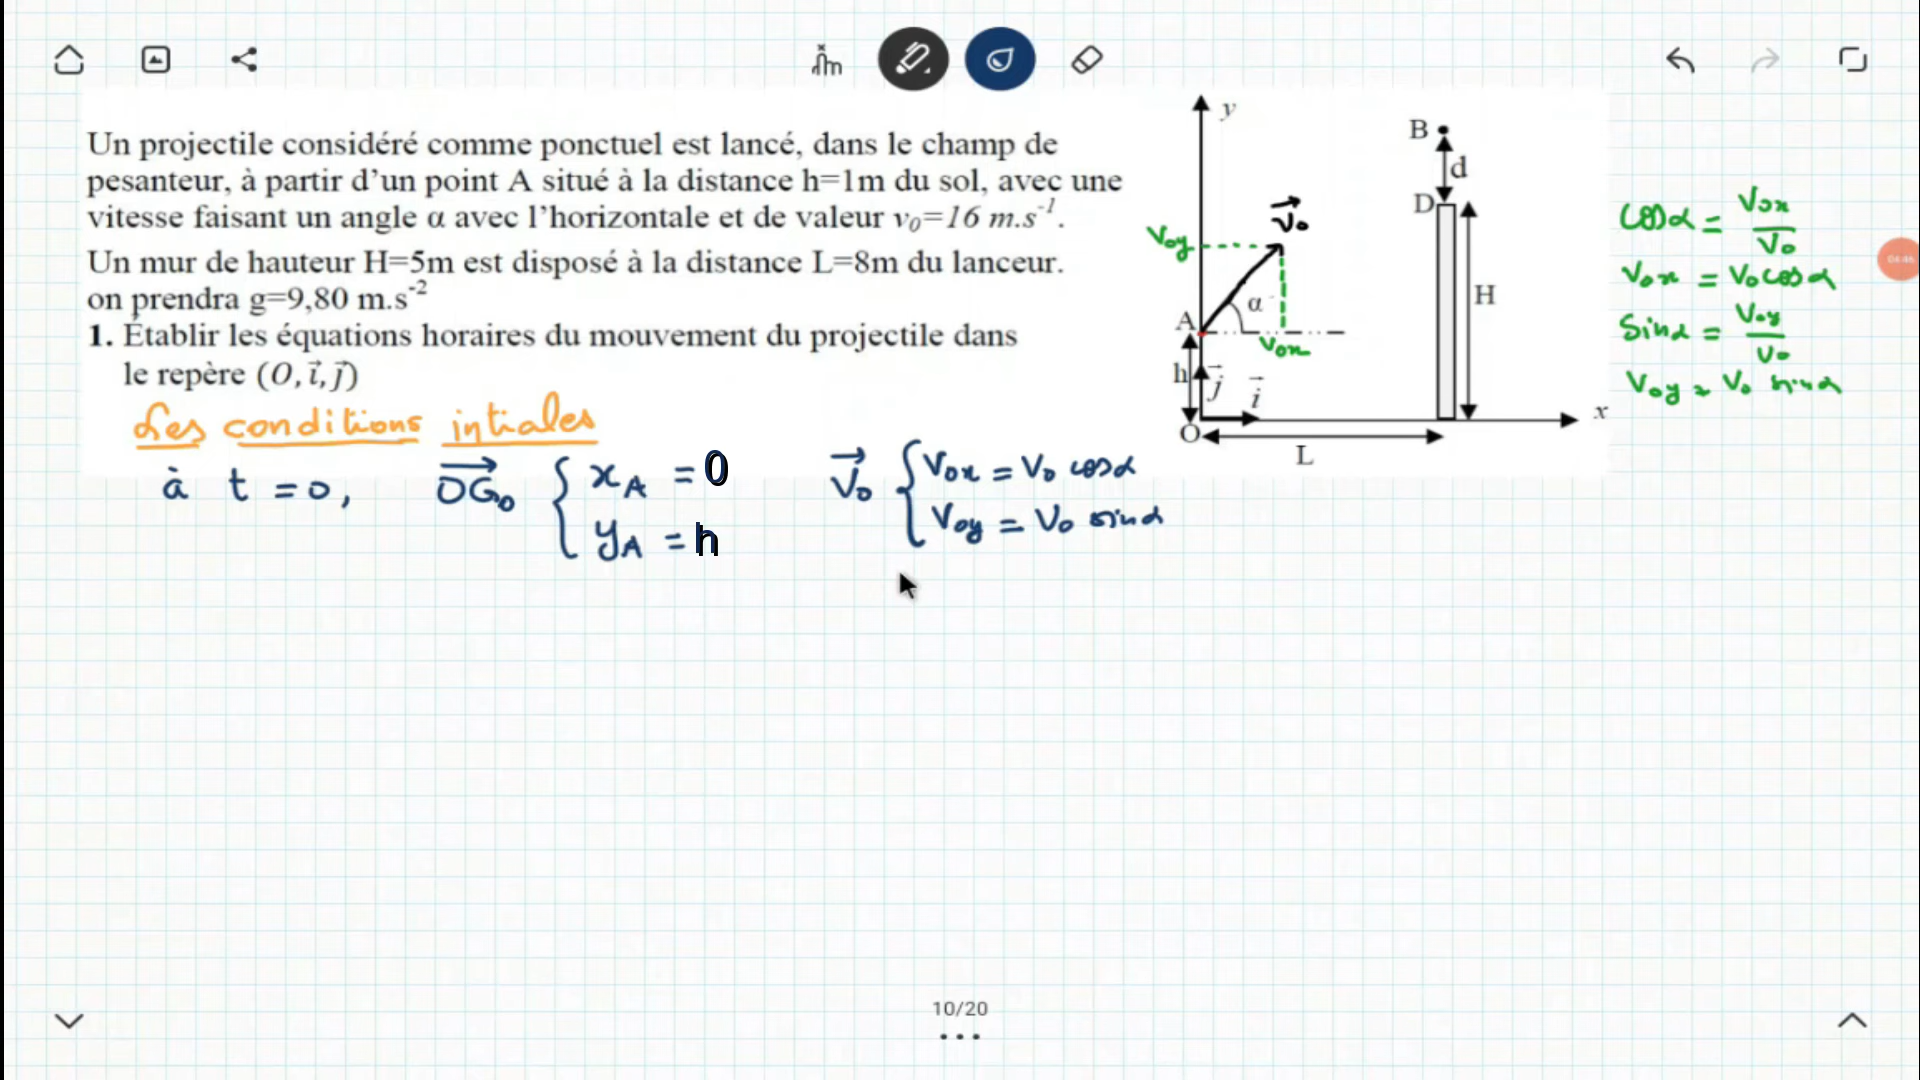 Un projectile considéré comme ponctuel est lancé, dans le champ de
pesanteur, à partir d'un point A situé à la distance h=1m du sol, avec une
vitesse faisant un angle α avec l'horizontale et de valeur v₀=16 m.s⁻¹.
Un mur de hauteur H=5m est disposé à la distance L=8m du lanceur.
on prendra g=9,80 m.s⁻²
1. Établir les équations horaires du mouvement du projectile dans
le repère (O, i⃗, j⃗)
Les conditions intiales
à t = 0, OG₀⃗ { x_A = 0
y_A = h
V₀⃗ { V₀x = V₀ cosα
V₀y = V₀ sinα
y
B
d
D
V₀⃗
V₀y
α
H
A
V₀x
h
j⃗
i⃗
x
O
L
cosα = V₀x / V₀
V₀x = V₀ cosα
sinα = V₀y / V₀
V₀y = V₀ sinα
10/20